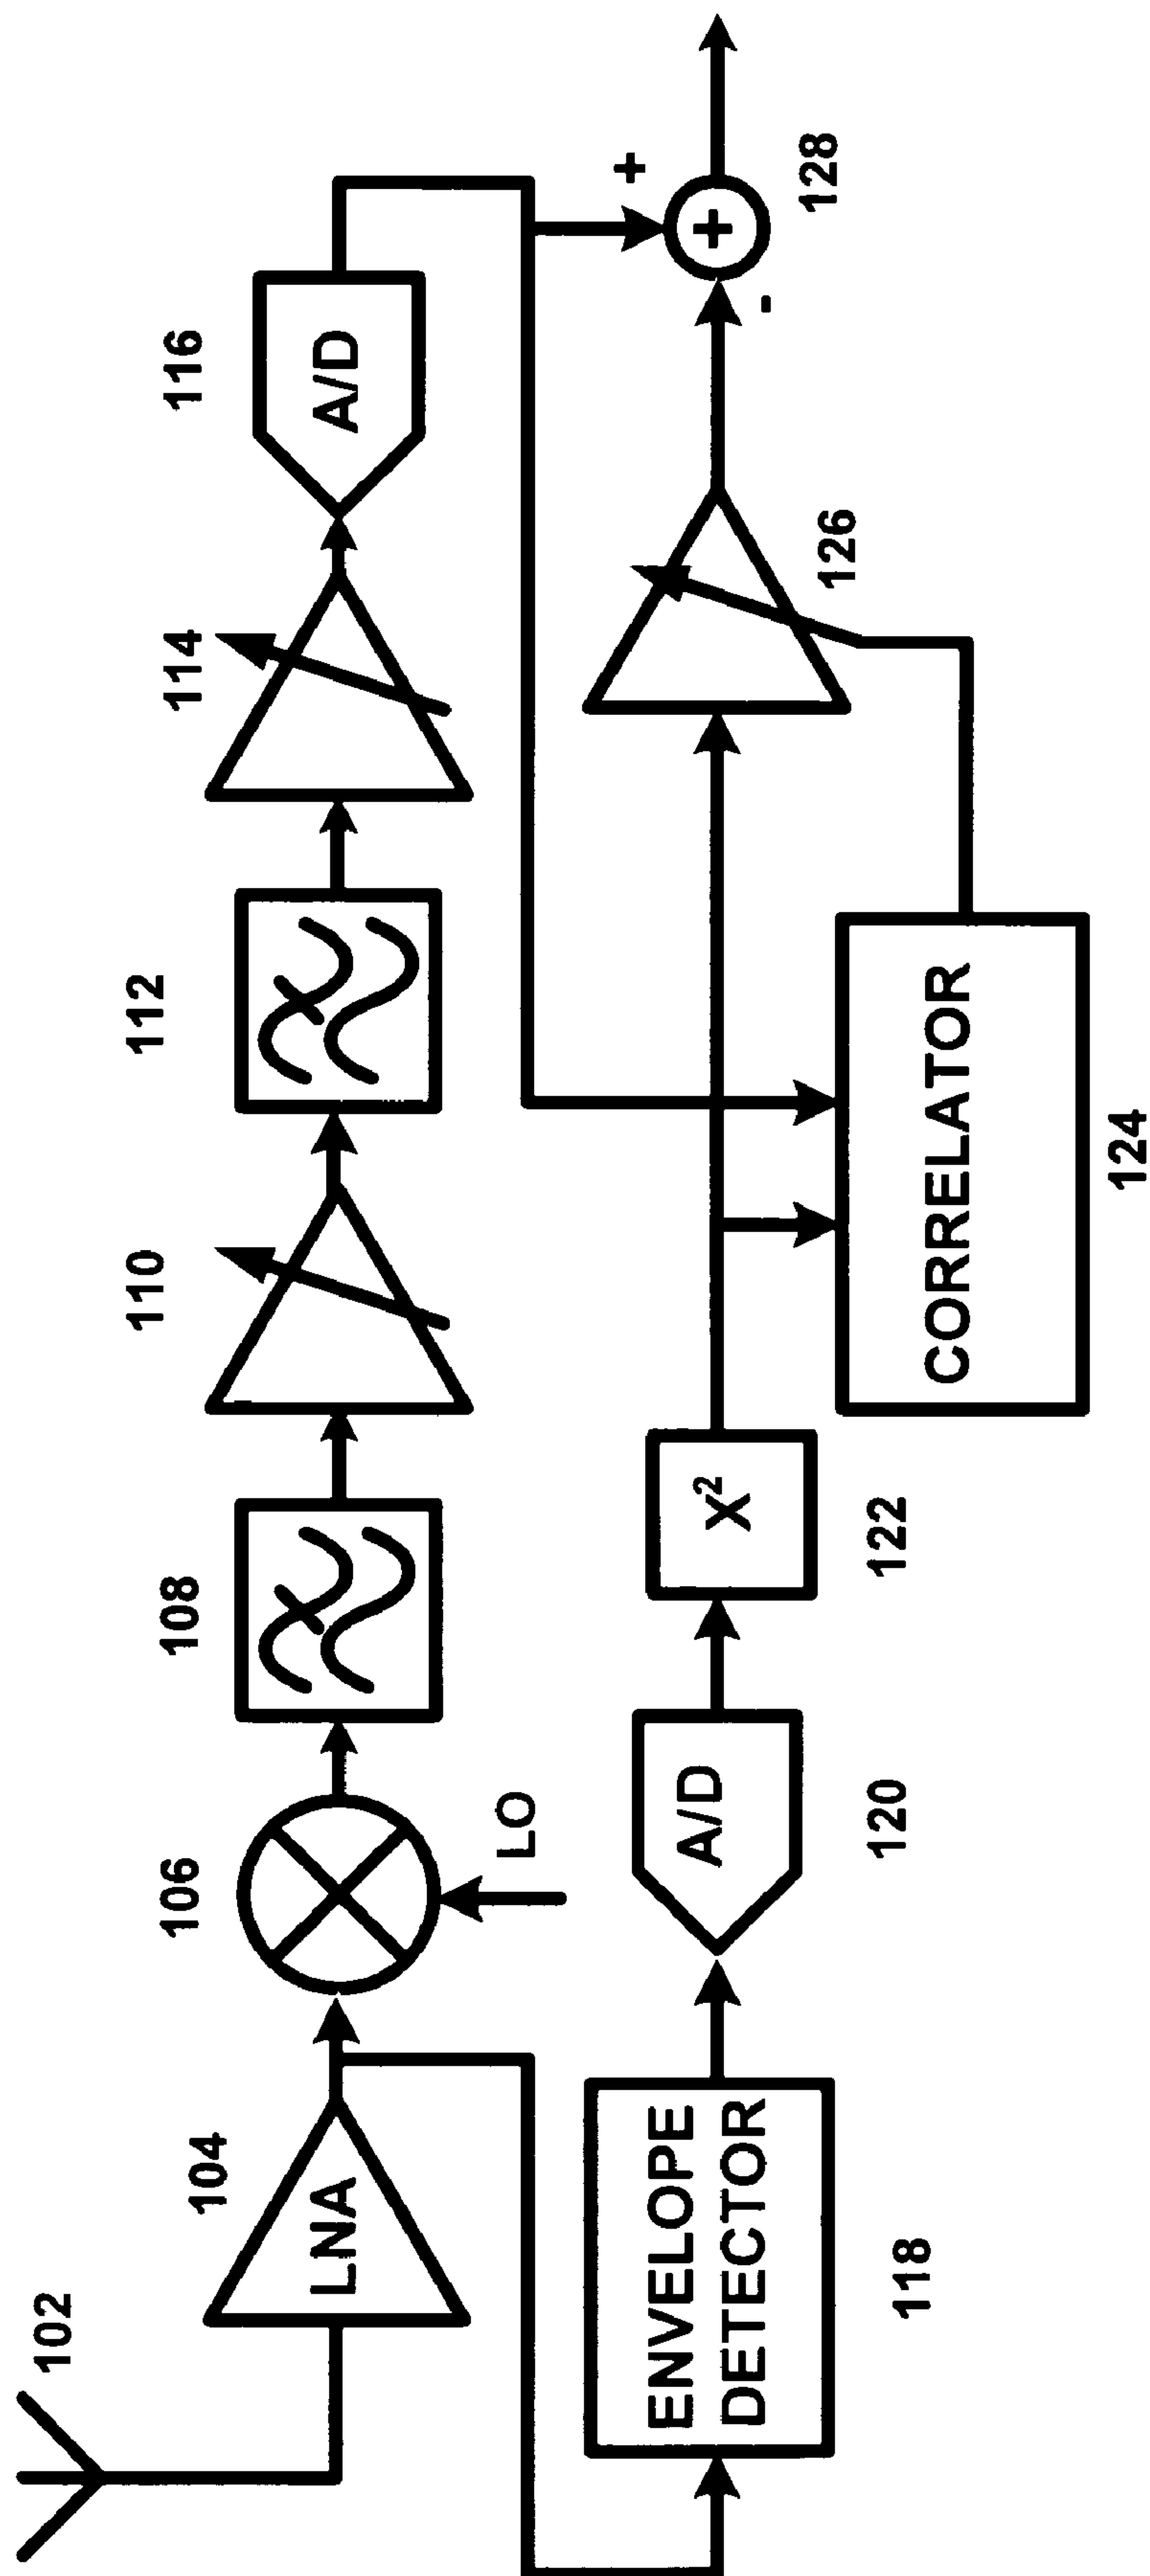 102
104
LNA
106
LO
108
110
112
114
116
A/D
118
ENVELOPE
DETECTOR
120
A/D
122
X²
124
CORRELATOR
126
128
+
+
-